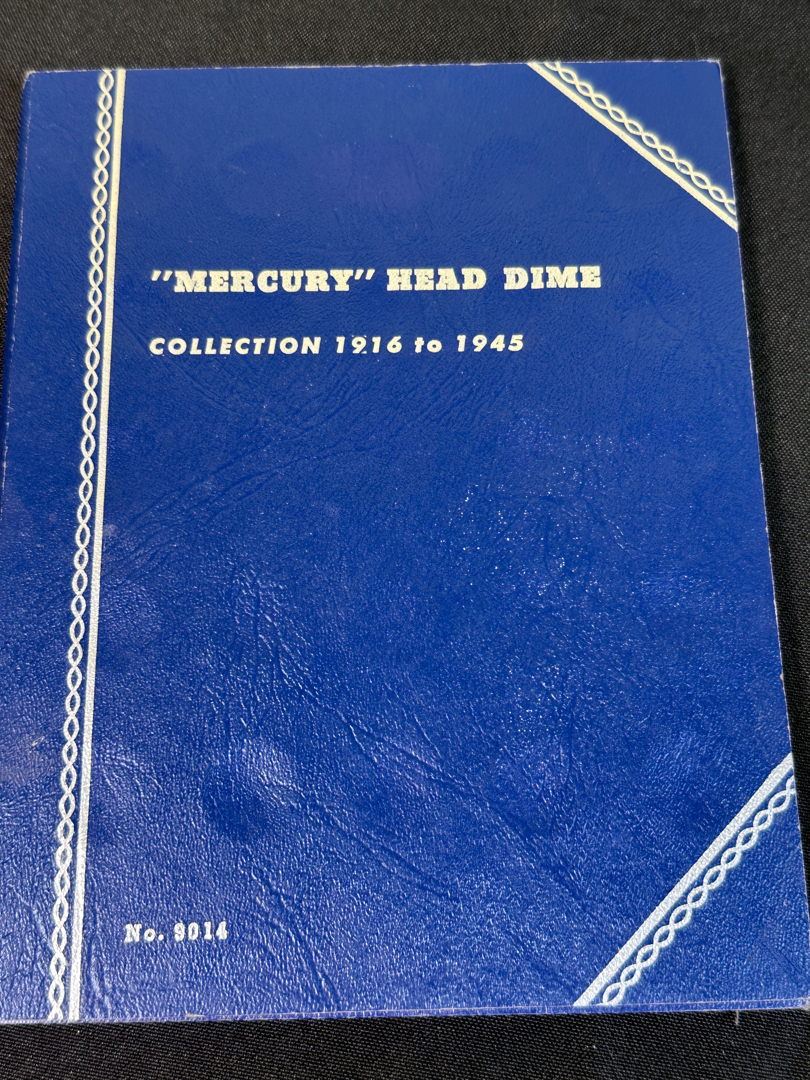 "MERCURY" HEAD DIME
COLLECTION 1916 to 1945
No. 9014